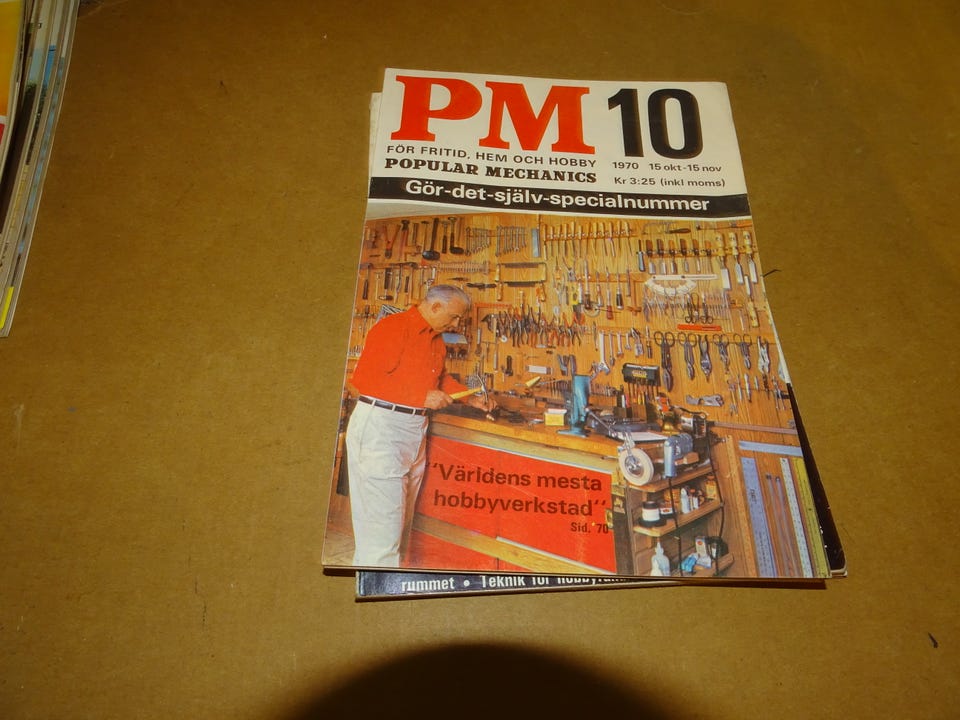 PM 10
FÖR FRITID, HEM OCH HOBBY
POPULAR MECHANICS
1970 15 okt-15 nov
Kr 3:25 (inkl moms)
Gör-det-själv-specialnummer
"Världens mesta
hobbyverkstad"
Sid. 70
rummet • Teknik för